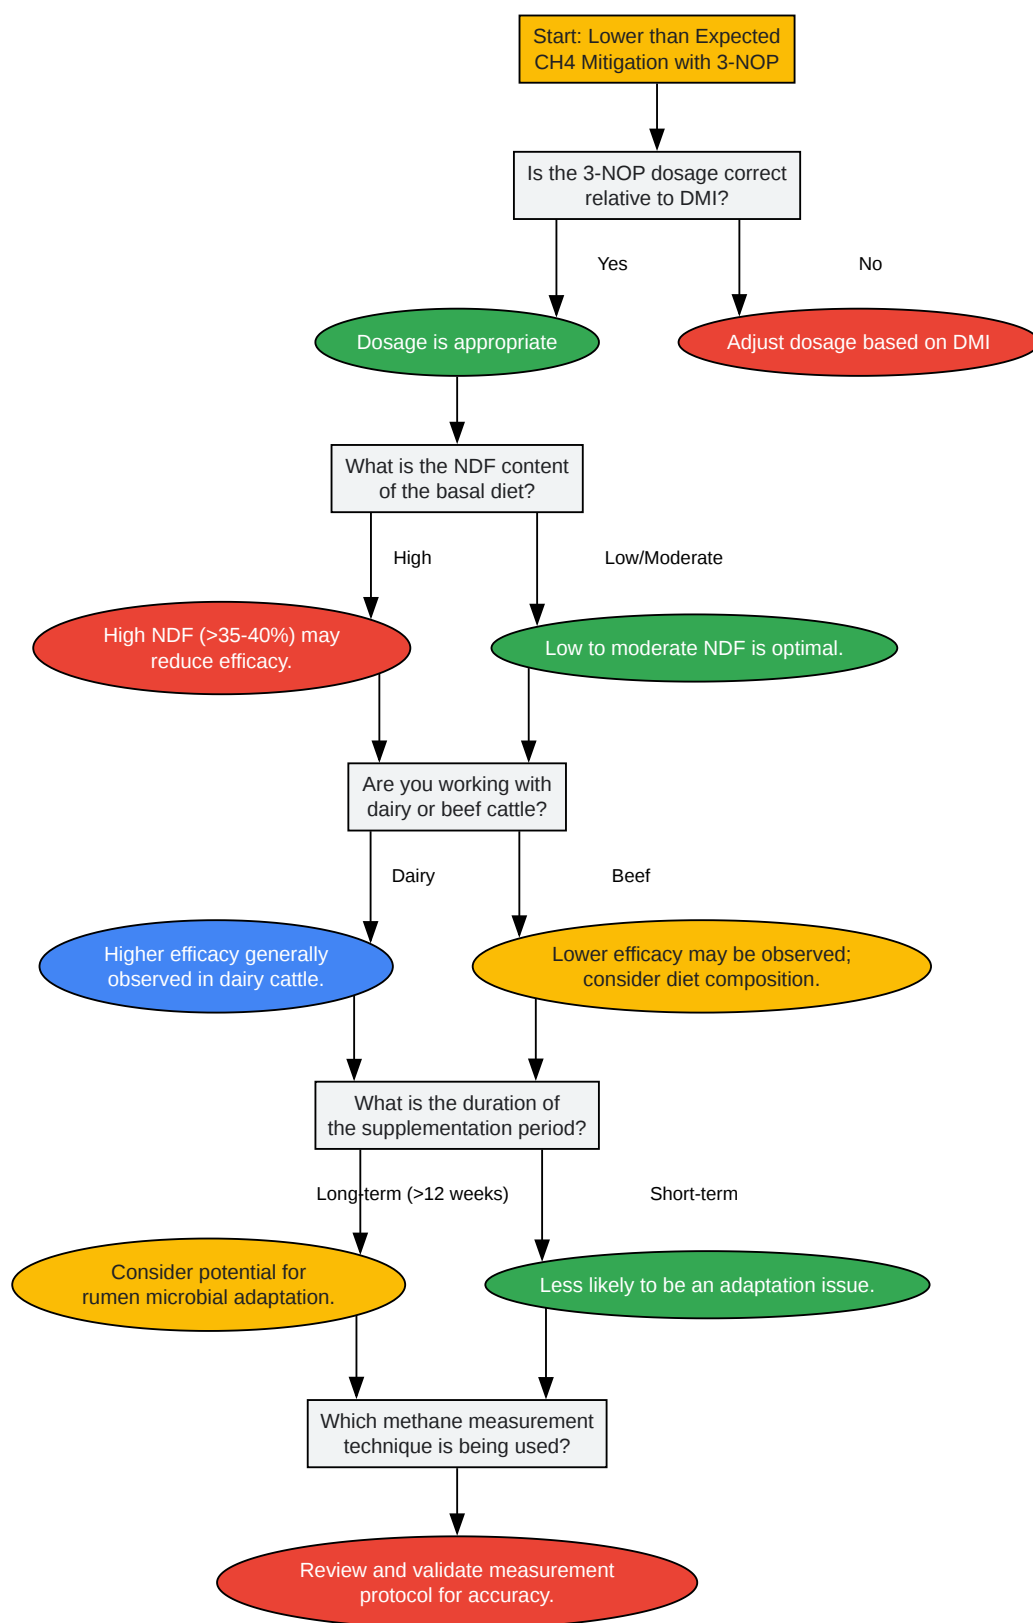 Start: Lower than Expected
CH4 Mitigation with 3-NOP
Is the 3-NOP dosage correct
relative to DMI?
Yes
No
Dosage is appropriate
Adjust dosage based on DMI
What is the NDF content
of the basal diet?
High
Low/Moderate
High NDF (>35-40%) may
reduce efficacy.
Low to moderate NDF is optimal.
Are you working with
dairy or beef cattle?
Dairy
Beef
Higher efficacy generally
observed in dairy cattle.
Lower efficacy may be observed;
consider diet composition.
What is the duration of
the supplementation period?
Long-term (>12 weeks)
Short-term
Consider potential for
rumen microbial adaptation.
Less likely to be an adaptation issue.
Which methane measurement
technique is being used?
Review and validate measurement
protocol for accuracy.